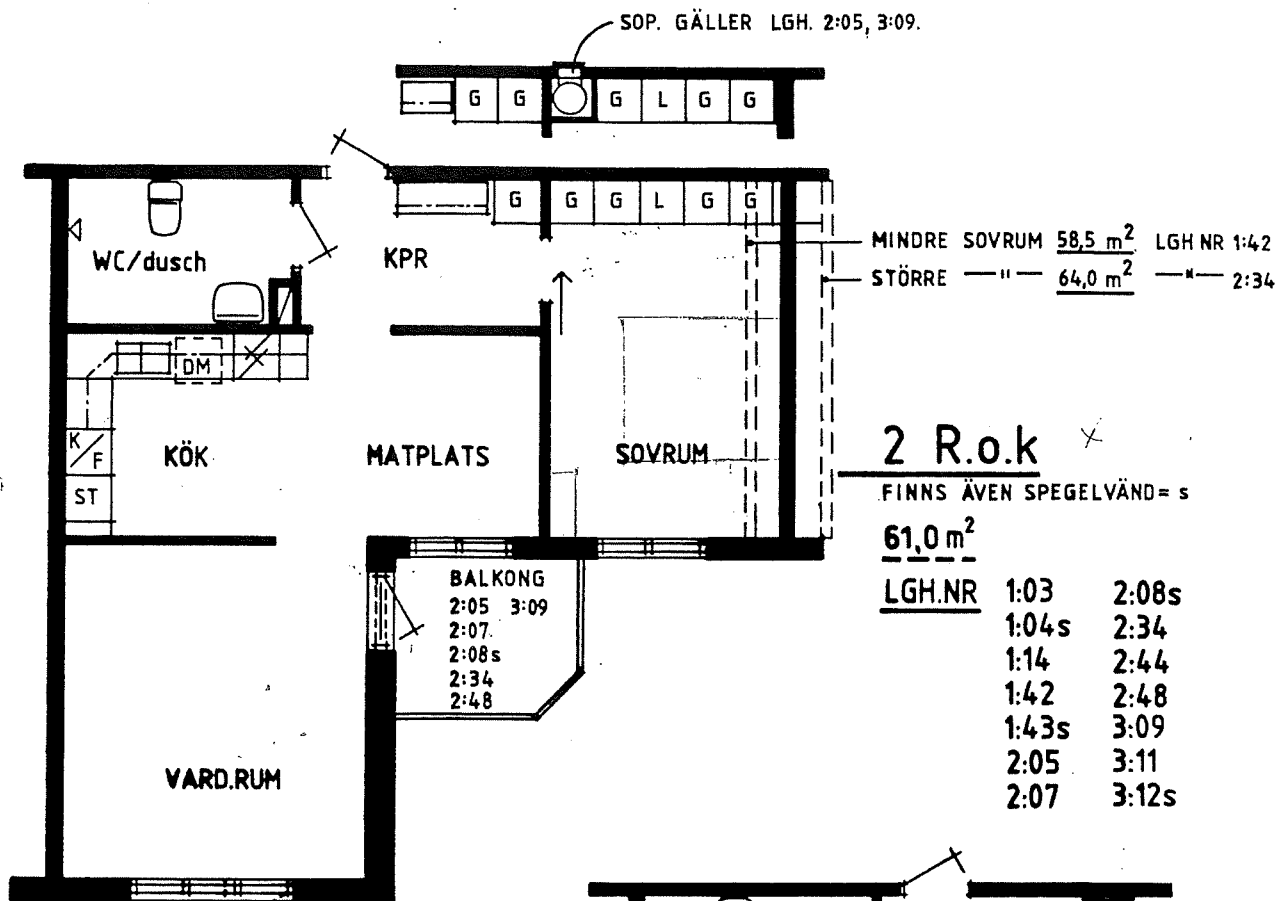 SOP. GÄLLER LGH. 2:05, 3:09.
G G G L G G
G G G L G G
WC/dusch
KPR
MINDRE SOVRUM 58,5 m² LGH NR 1:42
STÖRRE —"— 64,0 m² —"— 2:34
DM
K/F
ST
KÖK
MATPLATS
SOVRUM
2 R.o.k
FINNS ÄVEN SPEGELVÄND= s
61,0 m²
LGH.NR 1:03 2:08s
1:04s 2:34
1:14 2:44
1:42 2:48
1:43s 3:09
2:05 3:11
2:07 3:12s
BALKONG
2:05 3:09
2:07.
2:08s
2:34
2:48
VARD.RUM